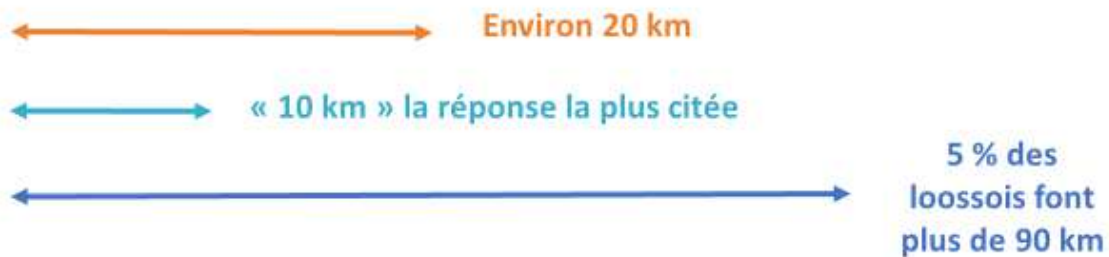 Environ 20 km
« 10 km » la réponse la plus citée
5 % des
loossois font
plus de 90 km